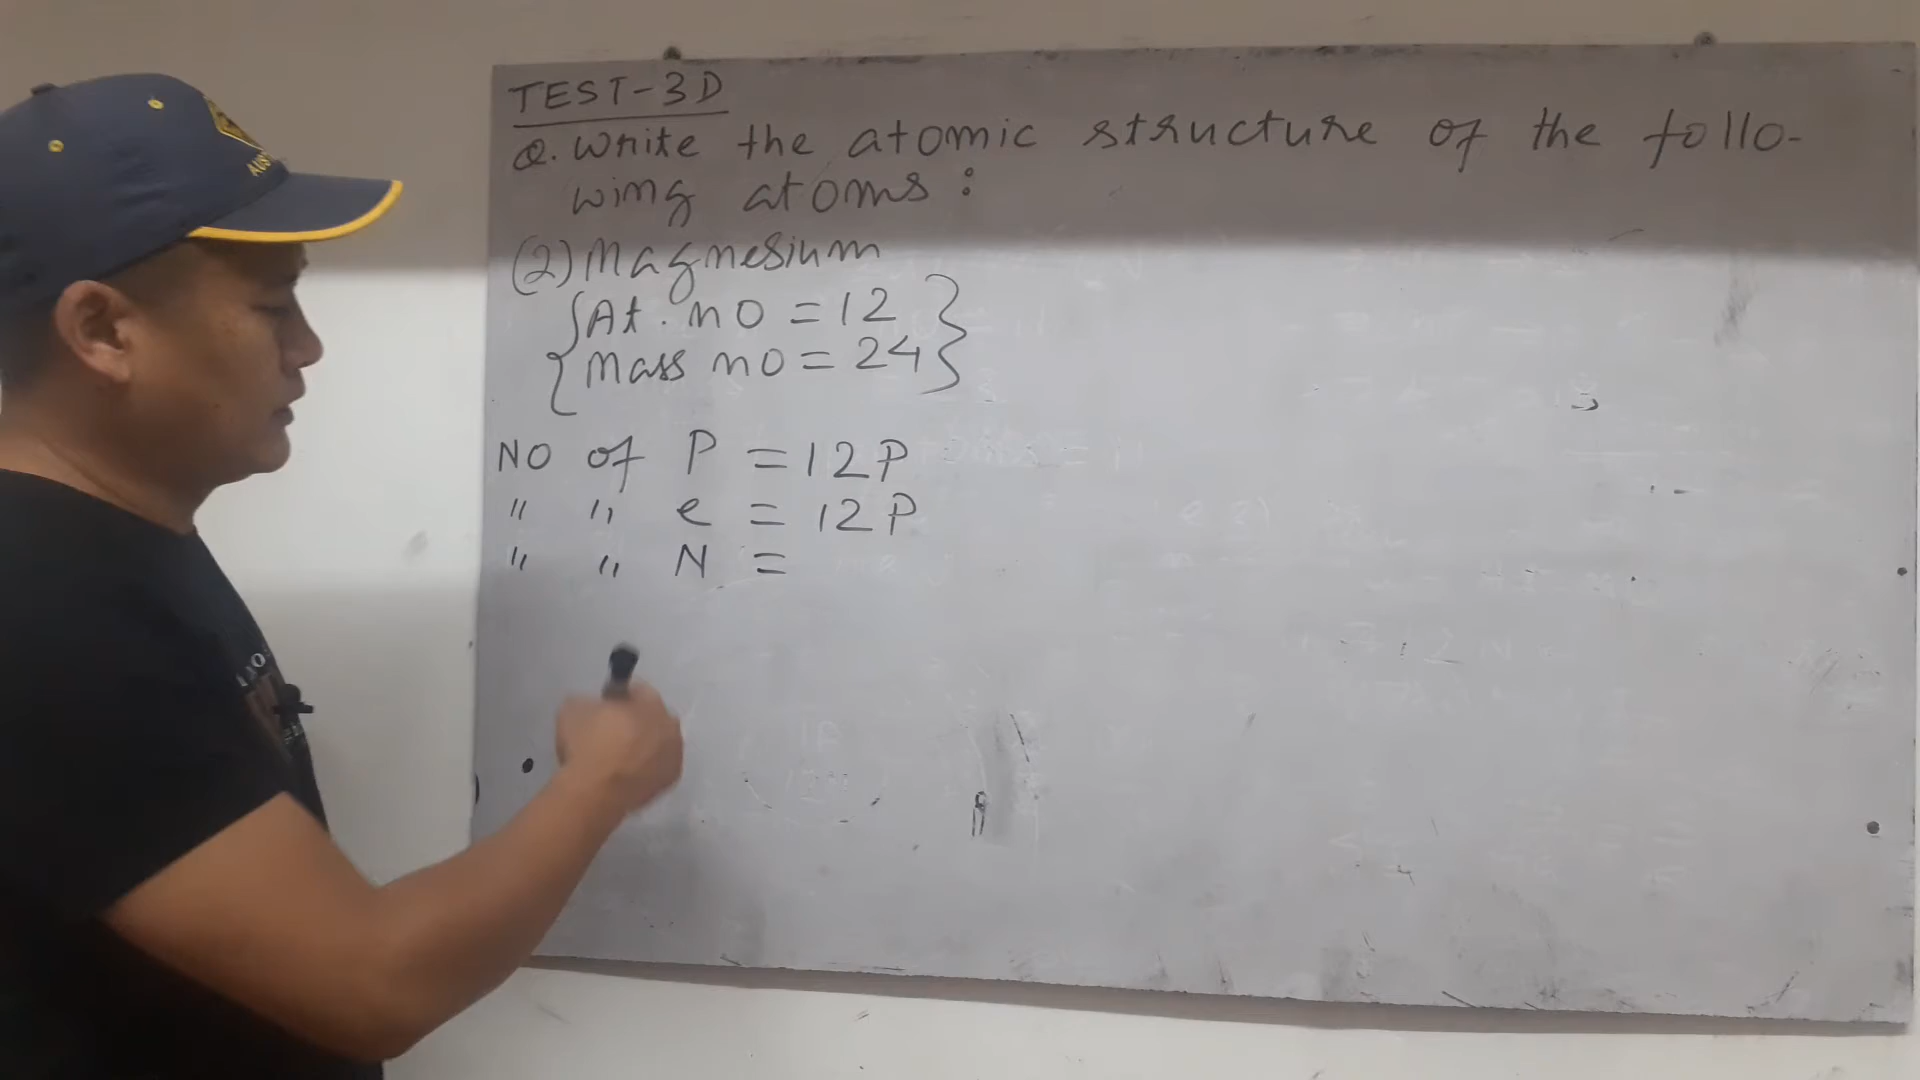 TEST-3D
Q. Write the atomic structure of the follo-
wing atoms:
(2) Magnesium
{At. no = 12}
{Mass no = 24}
NO of P = 12P
" " e = 12P
" " N =